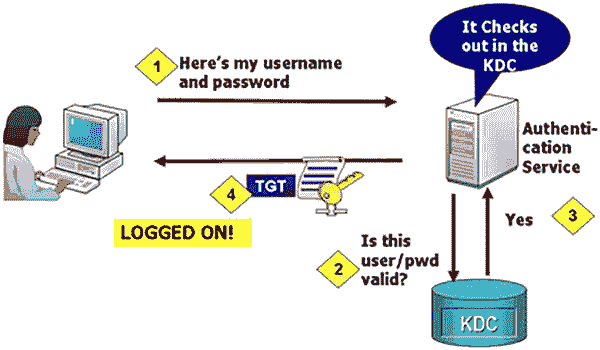 1
Here's my username
and password
It Checks
out in the
KDC
Authenti-
cation
Service
4
TGT
LOGGED ON!
2
Is this
user/pwd
valid?
Yes
3
KDC